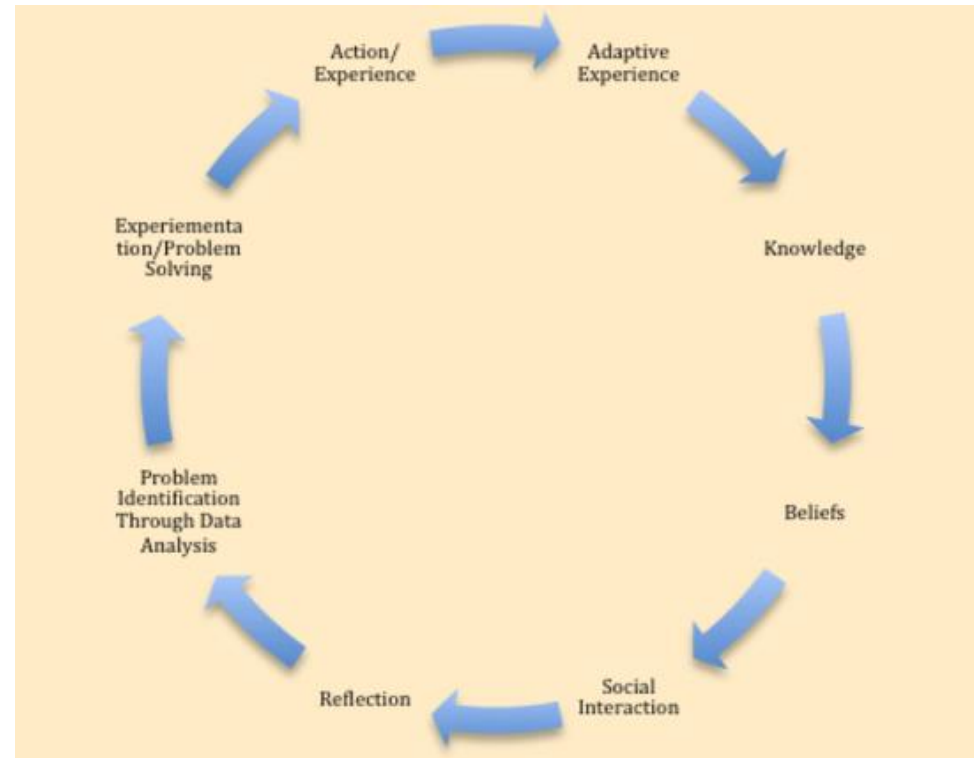 Action/
Experience
Adaptive
Experience
Knowledge
Beliefs
Social
Interaction
Reflection
Problem
Identification
Through Data
Analysis
Experiementa
tion/Problem
Solving